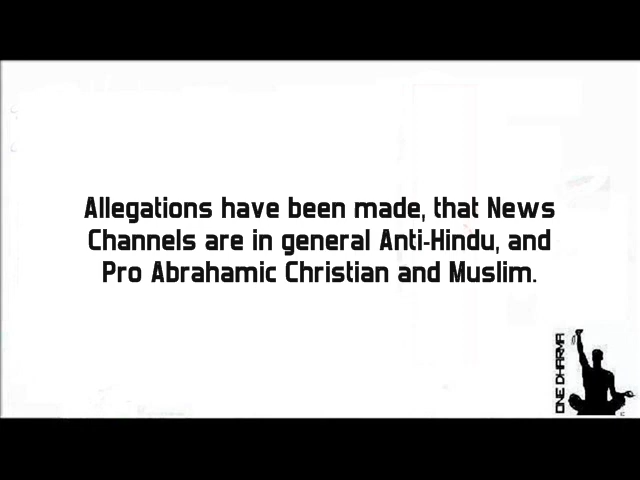 Allegations have been made, that News
Channels are in general Anti-Hindu, and
Pro Abrahamic Christian and Muslim.
ONE DHARMA